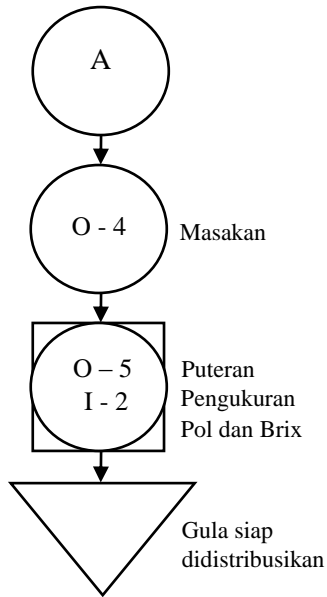 A
O - 4
Masakan
O – 5
I - 2
Puteran
Pengukuran
Pol dan Brix
Gula siap
didistribusikan